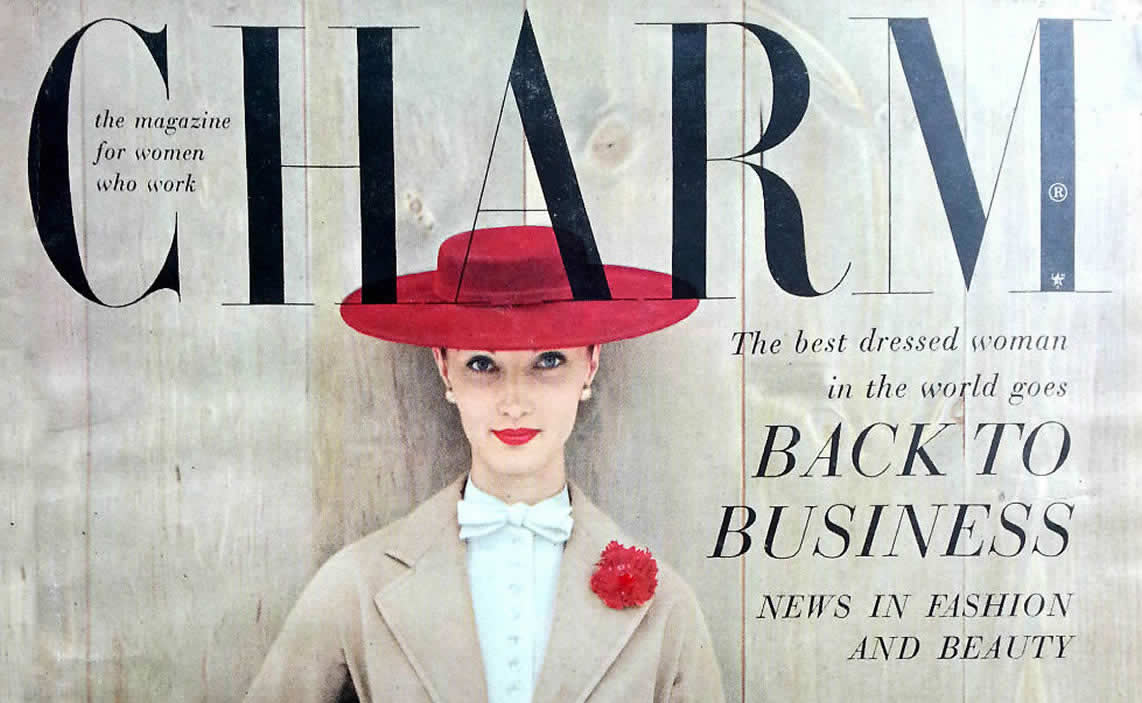 CHARM
the magazine
for women
who work
®
The best dressed woman
in the world goes
BACK TO
BUSINESS
NEWS IN FASHION
AND BEAUTY